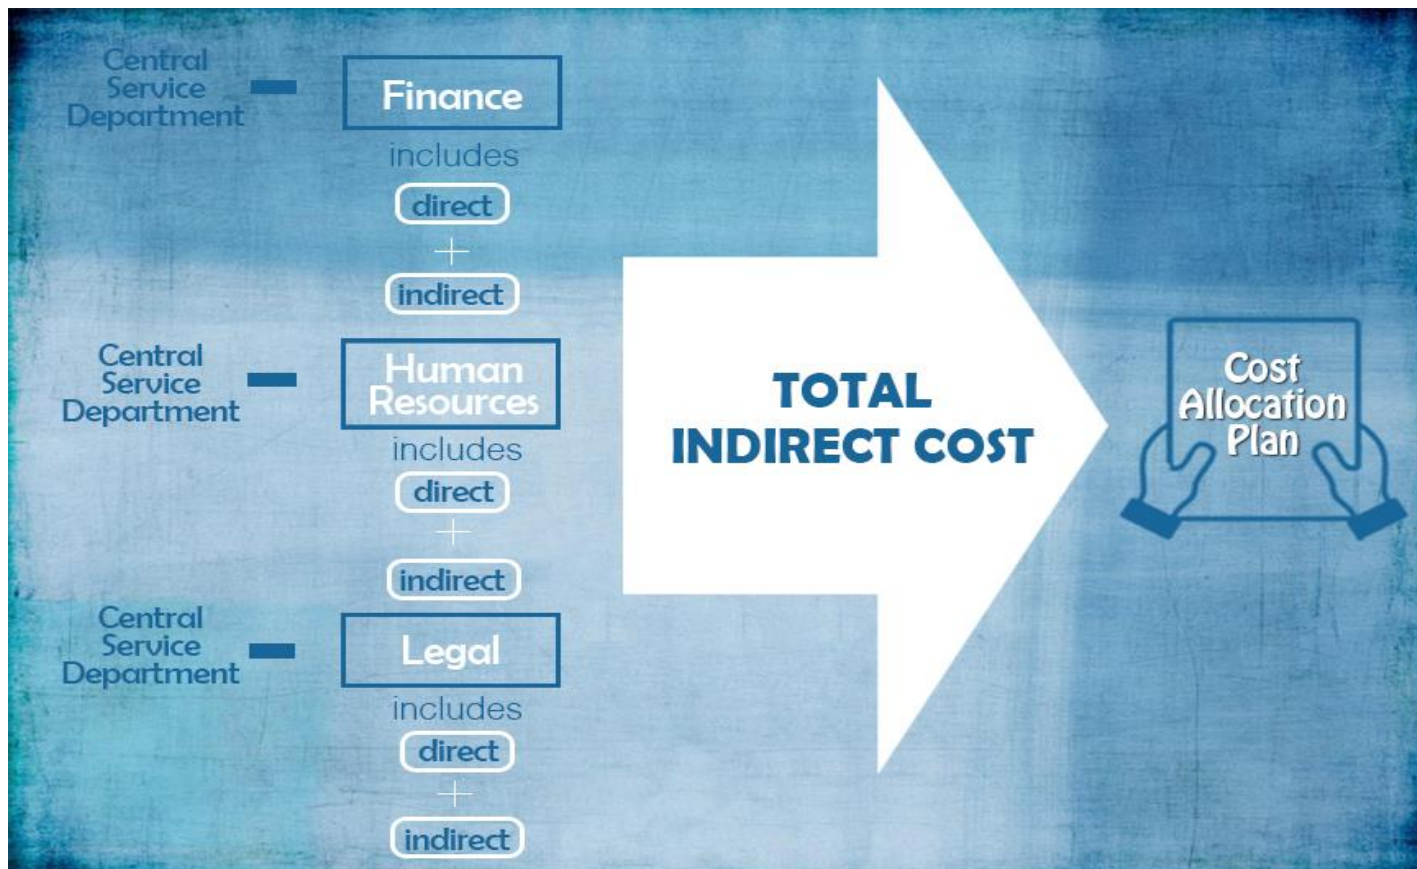 Central
Service
Department
Finance
includes
direct
+
indirect
Central
Service
Department
Human
Resources
includes
direct
+
indirect
Central
Service
Department
Legal
includes
direct
+
indirect
TOTAL
INDIRECT COST
Cost
Allocation
Plan